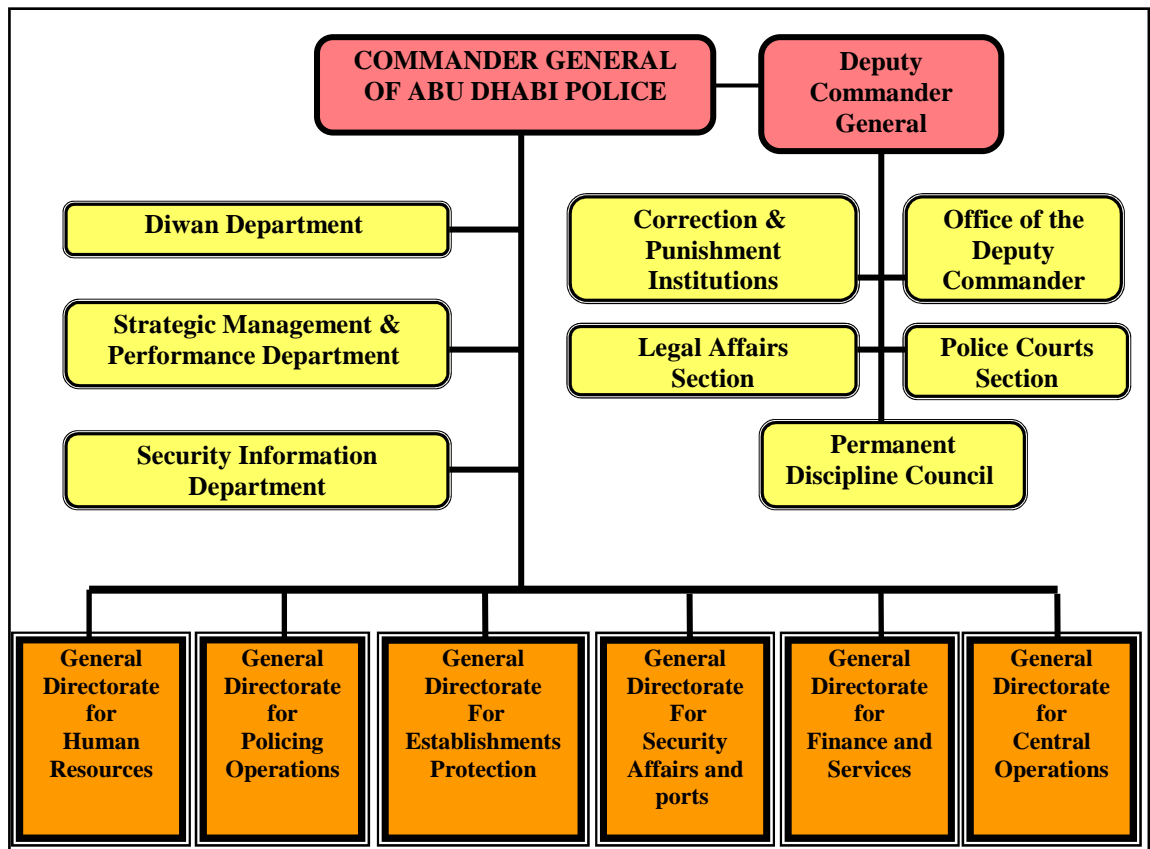 COMMANDER GENERAL
OF ABU DHABI POLICE
Deputy
Commander
General
Diwan Department
Strategic Management &
Performance Department
Security Information
Department
Correction &
Punishment
Institutions
Office of the
Deputy
Commander
Legal Affairs
Section
Police Courts
Section
Permanent
Discipline Council
General
Directorate
for
Human
Resources
General
Directorate
for
Policing
Operations
General
Directorate
For
Establishments
Protection
General
Directorate
For
Security
Affairs and
ports
General
Directorate
for
Finance and
Services
General
Directorate
for
Central
Operations